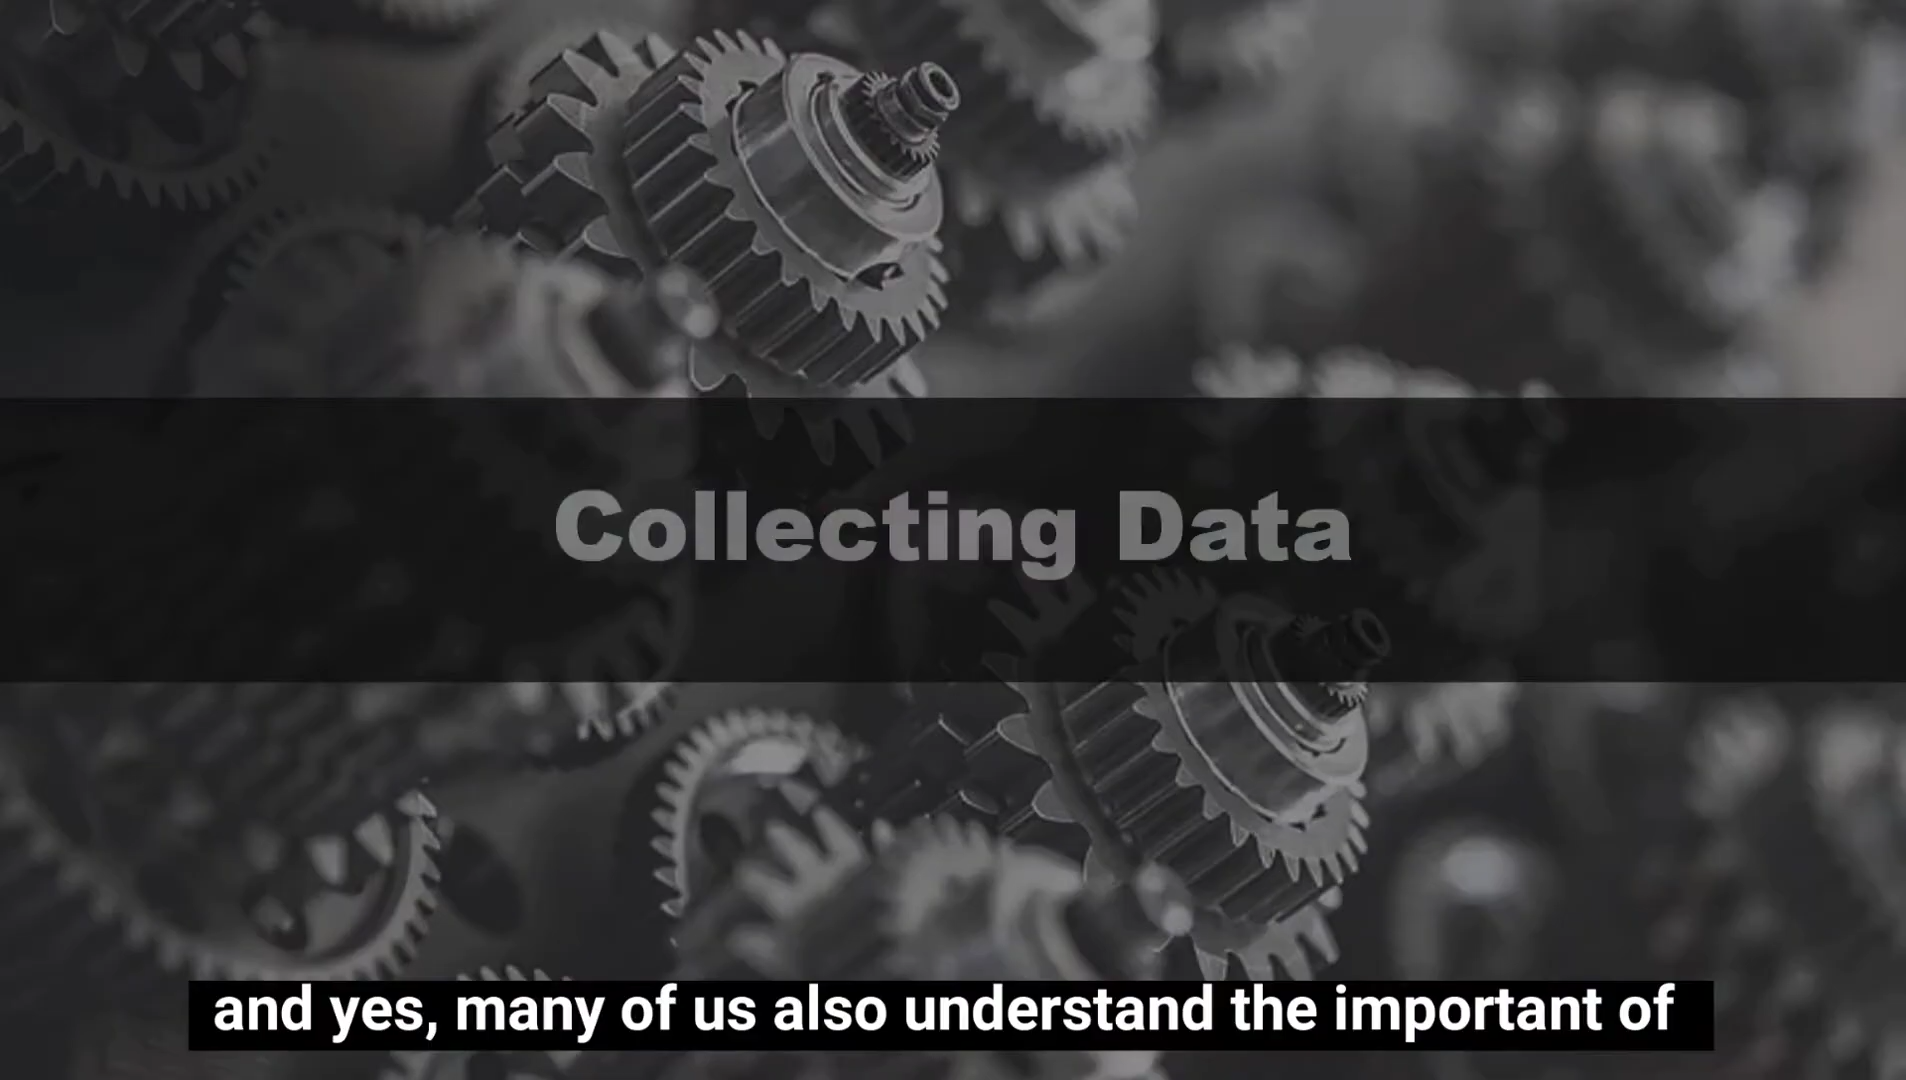 Collecting Data
and yes, many of us also understand the important of